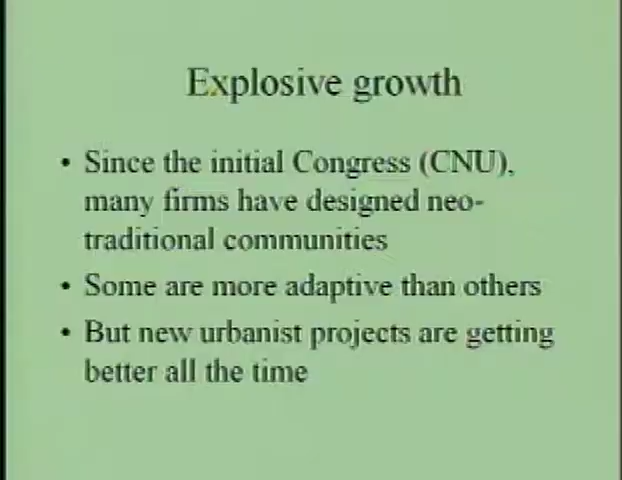 Explosive growth
• Since the initial Congress (CNU),
many firms have designed neo-
traditional communities
• Some are more adaptive than others
• But new urbanist projects are getting
better all the time